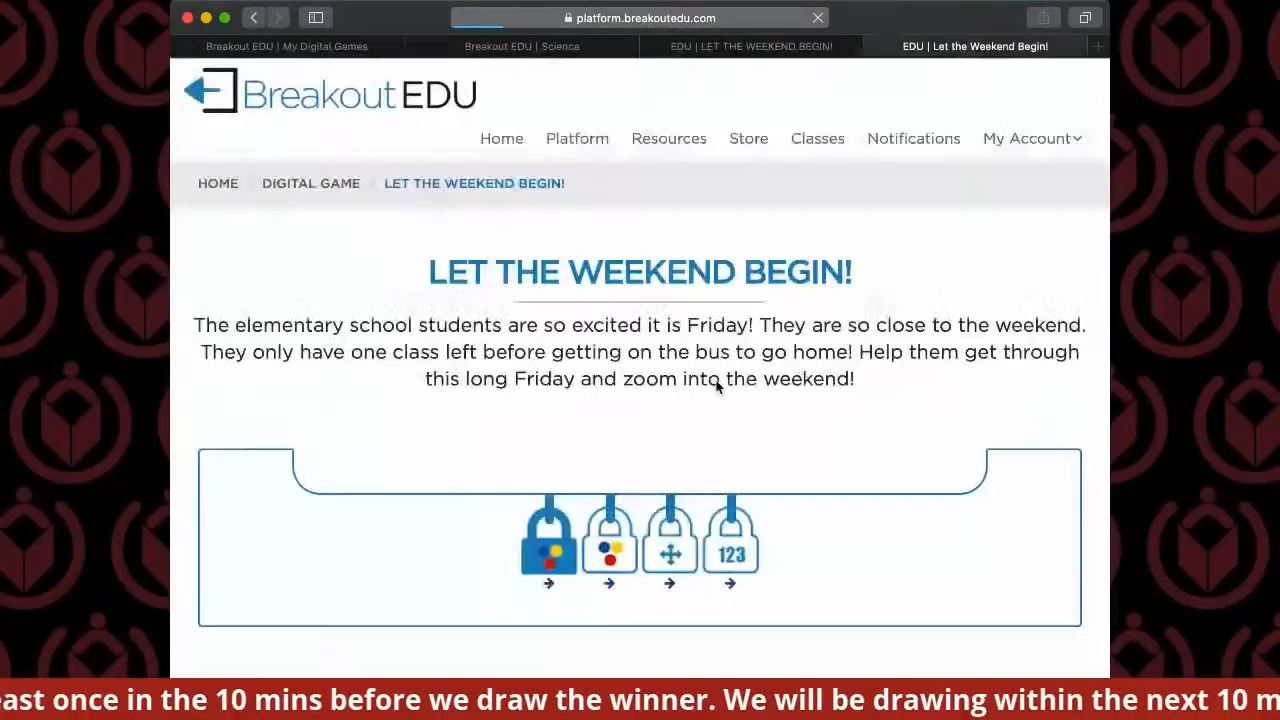 platform.breakoutedu.com
Breakout EDU | My Digital Games
Breakout EDU | Science
EDU | LET THE WEEKEND BEGIN!
EDU | Let the Weekend Begin!
Breakout EDU
Home Platform Resources Store Classes Notifications My Account
HOME / DIGITAL GAME / LET THE WEEKEND BEGIN!
LET THE WEEKEND BEGIN!
The elementary school students are so excited it is Friday! They are so close to the weekend.
They only have one class left before getting on the bus to go home! Help them get through
this long Friday and zoom into the weekend!
123
east once in the 10 mins before we draw the winner. We will be drawing within the next 10 m